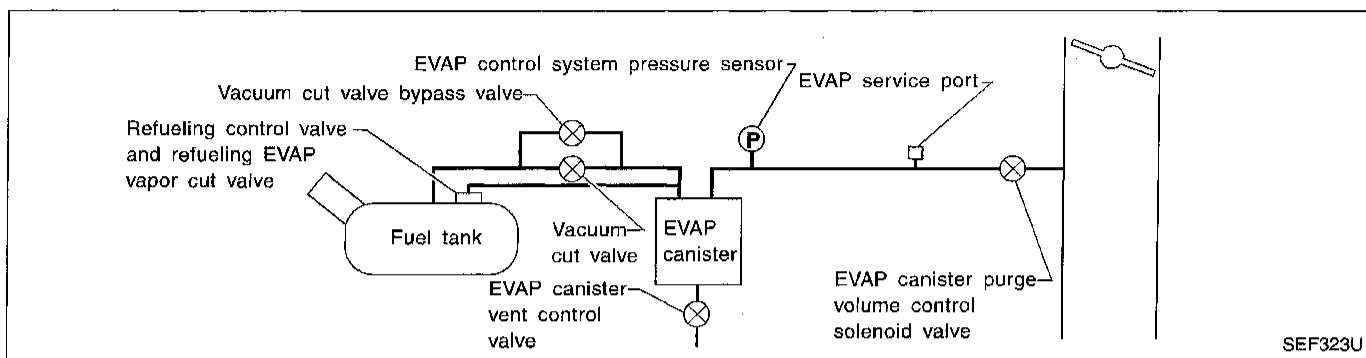 EVAP control system pressure sensor
EVAP service port
Vacuum cut valve bypass valve
Refueling control valve
and refueling EVAP
vapor cut valve
P
Fuel tank
Vacuum
cut valve
EVAP
canister
EVAP canister
vent control
valve
EVAP canister purge
volume control
solenoid valve
SEF323U